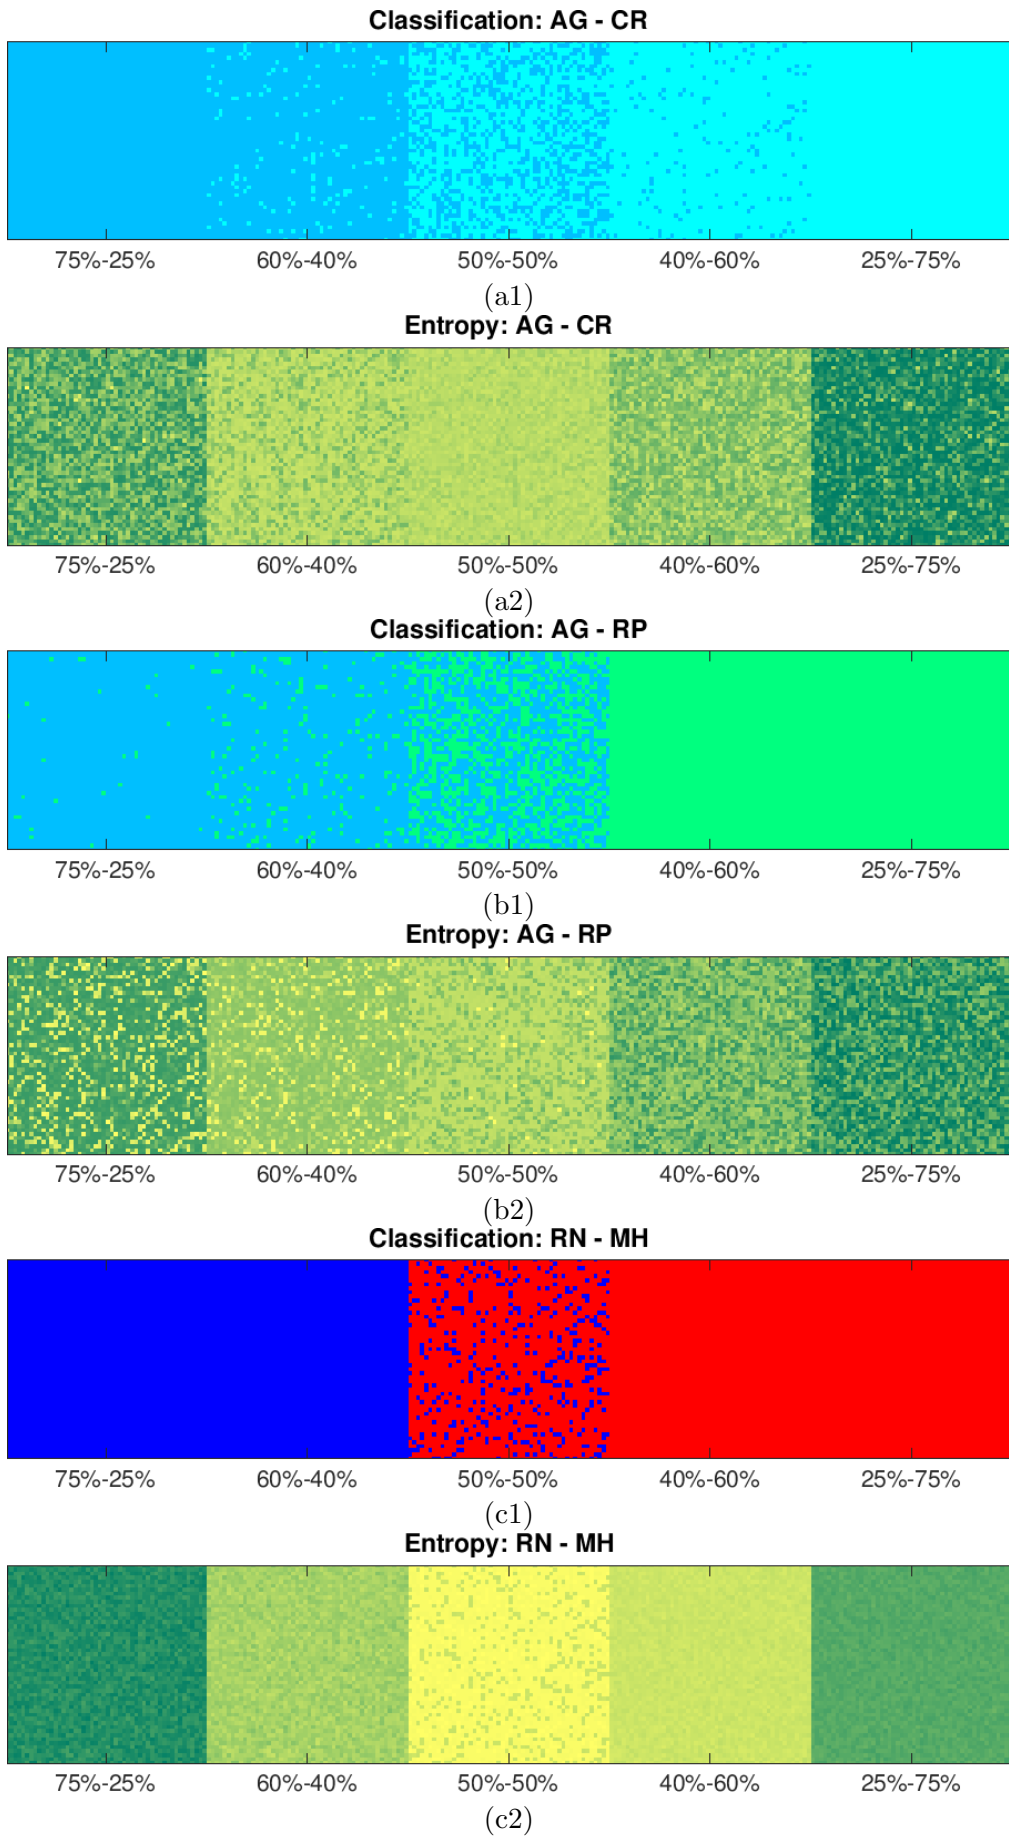 Classification: AG - CR
75%-25% 60%-40% 50%-50% 40%-60% 25%-75%
(a1)
Entropy: AG - CR
75%-25% 60%-40% 50%-50% 40%-60% 25%-75%
(a2)
Classification: AG - RP
75%-25% 60%-40% 50%-50% 40%-60% 25%-75%
(b1)
Entropy: AG - RP
75%-25% 60%-40% 50%-50% 40%-60% 25%-75%
(b2)
Classification: RN - MH
75%-25% 60%-40% 50%-50% 40%-60% 25%-75%
(c1)
Entropy: RN - MH
75%-25% 60%-40% 50%-50% 40%-60% 25%-75%
(c2)